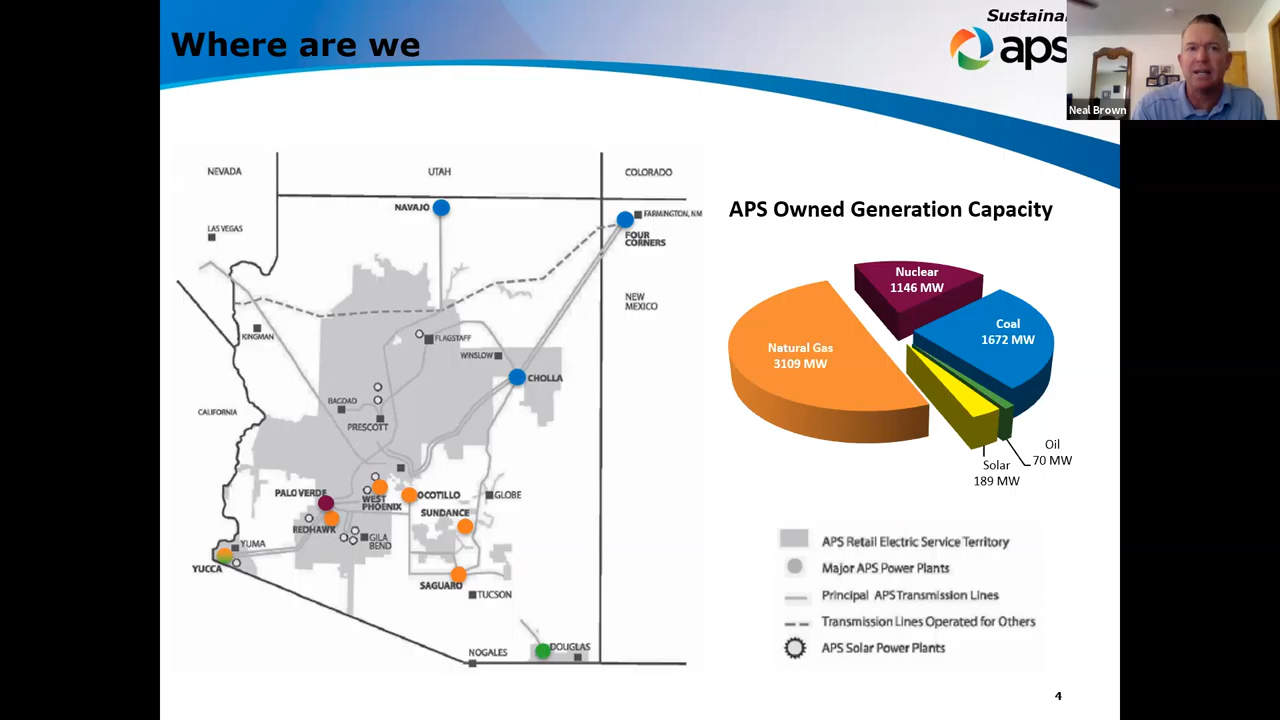 Where are we
Sustaina
aps
Neal Brown
NEVADA
UTAH
COLORADO
NAVAJO
FARMINGTON, NM
LAS VEGAS
FOUR
CORNERS
NEW
MEXICO
KINGMAN
FLAGSTAFF
WINSLOW
CHOLLA
BAGDAD
CALIFORNIA
PRESCOTT
PALO VERDE
WEST
PHOENIX
OCOTILLO
GLOBE
SUNDANCE
REDHAWK
GILA
BEND
YUMA
YUCCA
SAGUARO
TUCSON
NOGALES
DOUGLAS
APS Owned Generation Capacity
Nuclear
1146 MW
Coal
1672 MW
Natural Gas
3109 MW
Oil
70 MW
Solar
189 MW
APS Retail Electric Service Territory
Major APS Power Plants
Principal APS Transmission Lines
Transmission Lines Operated for Others
APS Solar Power Plants
4